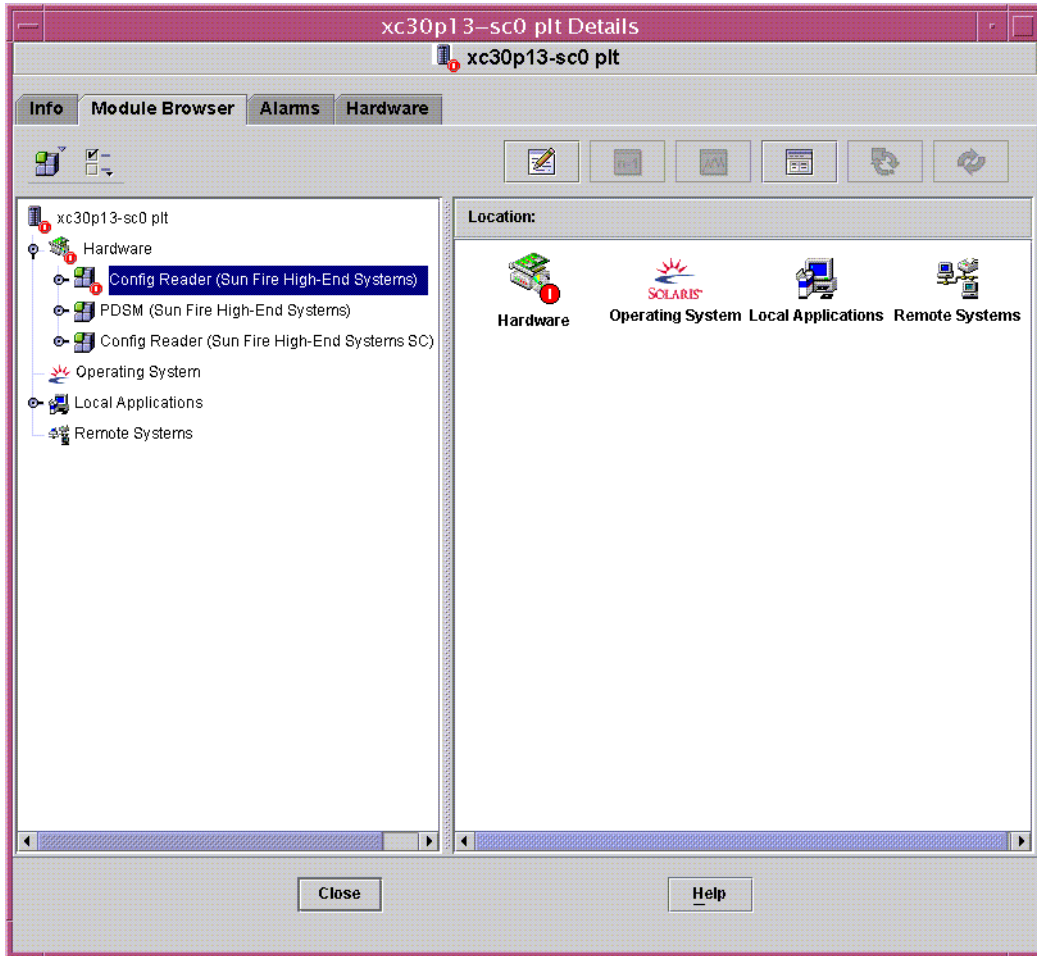 xc30p13–sc0 plt Details
xc30p13-sc0 plt
Info Module Browser Alarms Hardware
xc30p13-sc0 plt
Hardware
Config Reader (Sun Fire High-End Systems)
PDSM (Sun Fire High-End Systems)
Config Reader (Sun Fire High-End Systems SC)
Operating System
Local Applications
Remote Systems
Location:
SOLARIS
Hardware Operating System Local Applications Remote Systems
Close Help